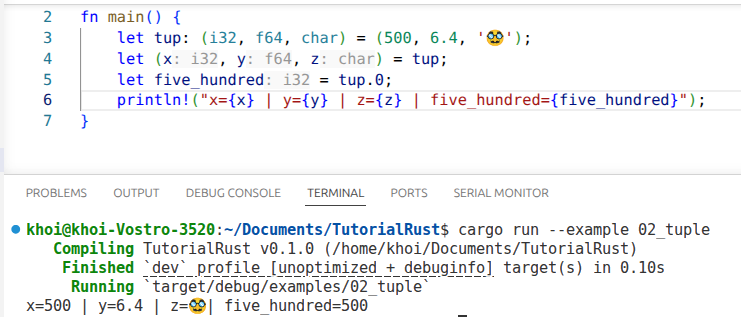 2 fn main() {
3     let tup: (i32, f64, char) = (500, 6.4, '🥸');
4     let (x: i32, y: f64, z: char) = tup;
5     let five_hundred: i32 = tup.0;
6     println!("x={x} | y={y} | z={z} | five_hundred={five_hundred}");
7 }
PROBLEMS OUTPUT DEBUG CONSOLE TERMINAL PORTS SERIAL MONITOR
khoi@khoi-Vostro-3520:~/Documents/TutorialRust$ cargo run --example 02_tuple
   Compiling TutorialRust v0.1.0 (/home/khoi/Documents/TutorialRust)
    Finished `dev` profile [unoptimized + debuginfo] target(s) in 0.10s
     Running `target/debug/examples/02_tuple`
x=500 | y=6.4 | z=🥸| five_hundred=500